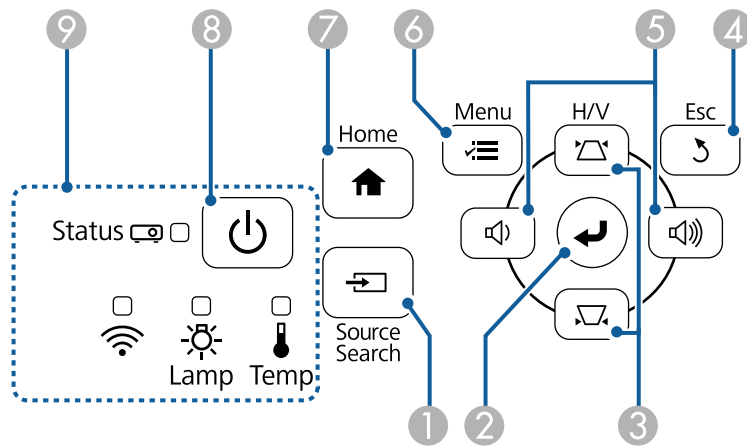 9
8
7
6
5
4
Menu
H/V
Esc
Home
Status
Source
Search
Lamp
Temp
1
2
3